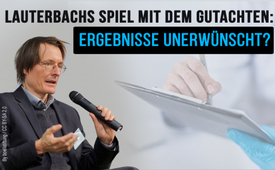 LAUTERBACHS SPIEL MIT DEM GUTACHTEN:
ERGEBNISSE UNERWÜNSCHT?